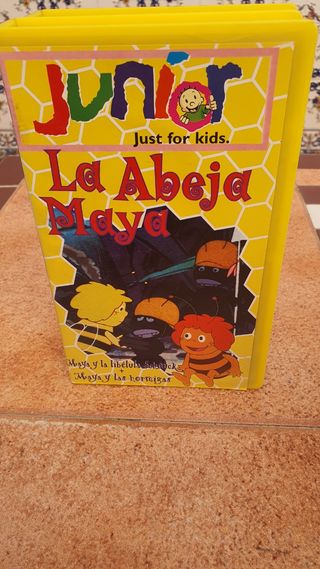 Junior
Just for kids.
La Abeja
Maya
Maya y la libélula
+
Maya y las hormigas